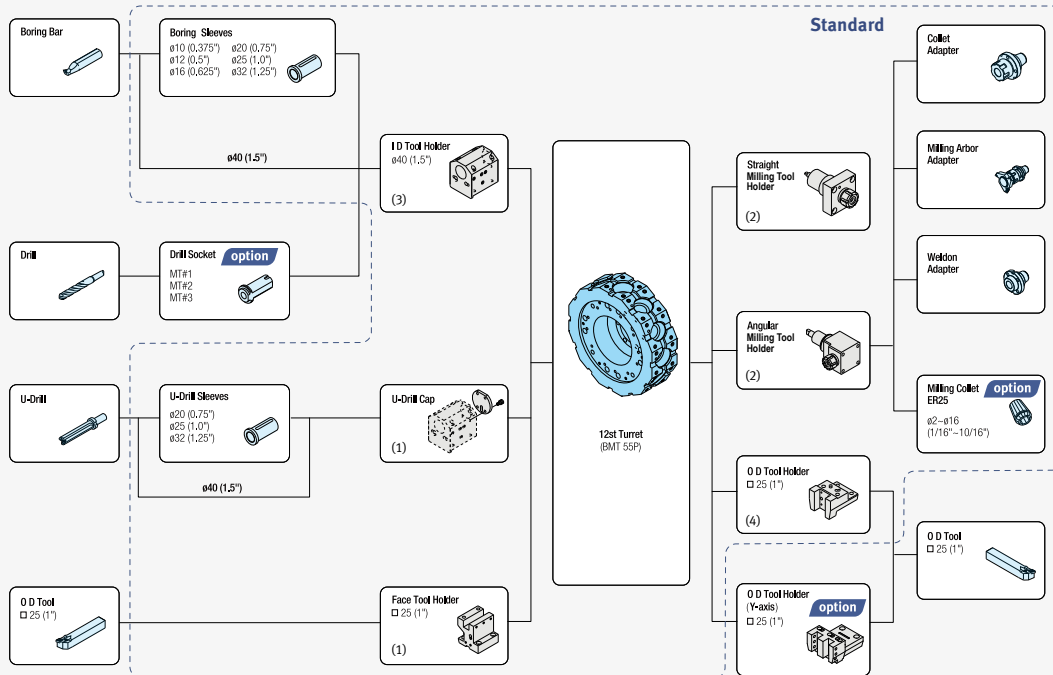 Standard
Boring Bar
Boring Sleeves
ø10 (0.375") ø20 (0.75")
ø12 (0.5") ø25 (1.0")
ø16 (0.625") ø32 (1.25")
ø40 (1.5")
I D Tool Holder
ø40 (1.5")
(3)
Drill
Drill Socket option
MT#1
MT#2
MT#3
U-Drill
U-Drill Sleeves
ø20 (0.75")
ø25 (1.0")
ø32 (1.25")
ø40 (1.5")
U-Drill Cap
(1)
O D Tool
□ 25 (1")
Face Tool Holder
□ 25 (1")
(1)
12st Turret
(BMT 55P)
Straight
Milling Tool
Holder
(2)
Angular
Milling Tool
Holder
(2)
O D Tool Holder
□ 25 (1")
(4)
O D Tool Holder
(Y-axis) option
□ 25 (1")
Collet
Adapter
Milling Arbor
Adapter
Weldon
Adapter
Milling Collet option
ER25
ø2~ø16
(1/16"~10/16")
O D Tool
□ 25 (1")